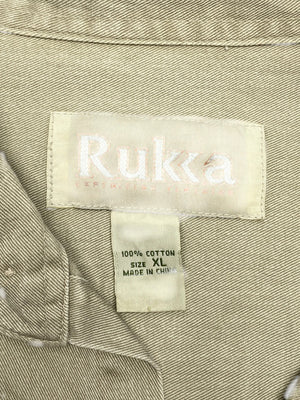 Rukka
100% COTTON
SIZE XL
MADE IN CHINA